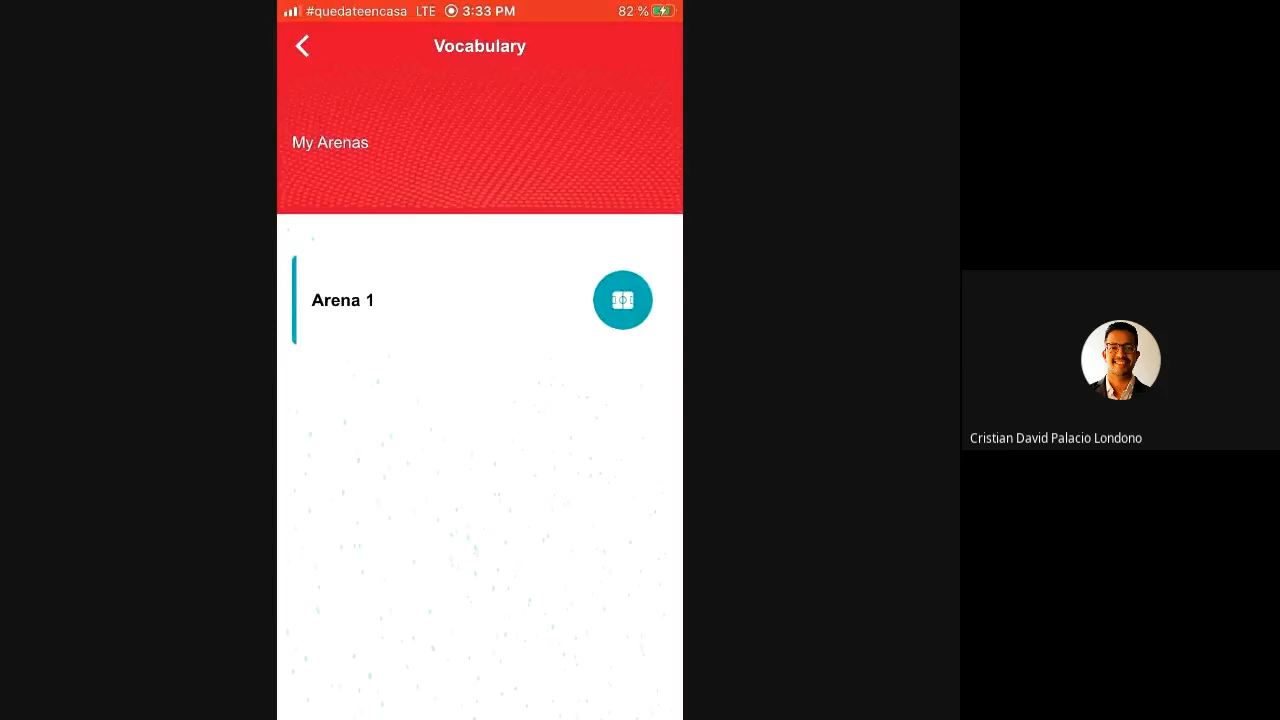 #quedateencasa LTE 3:33 PM 82 %
Vocabulary
My Arenas
Arena 1
Cristian David Palacio Londono